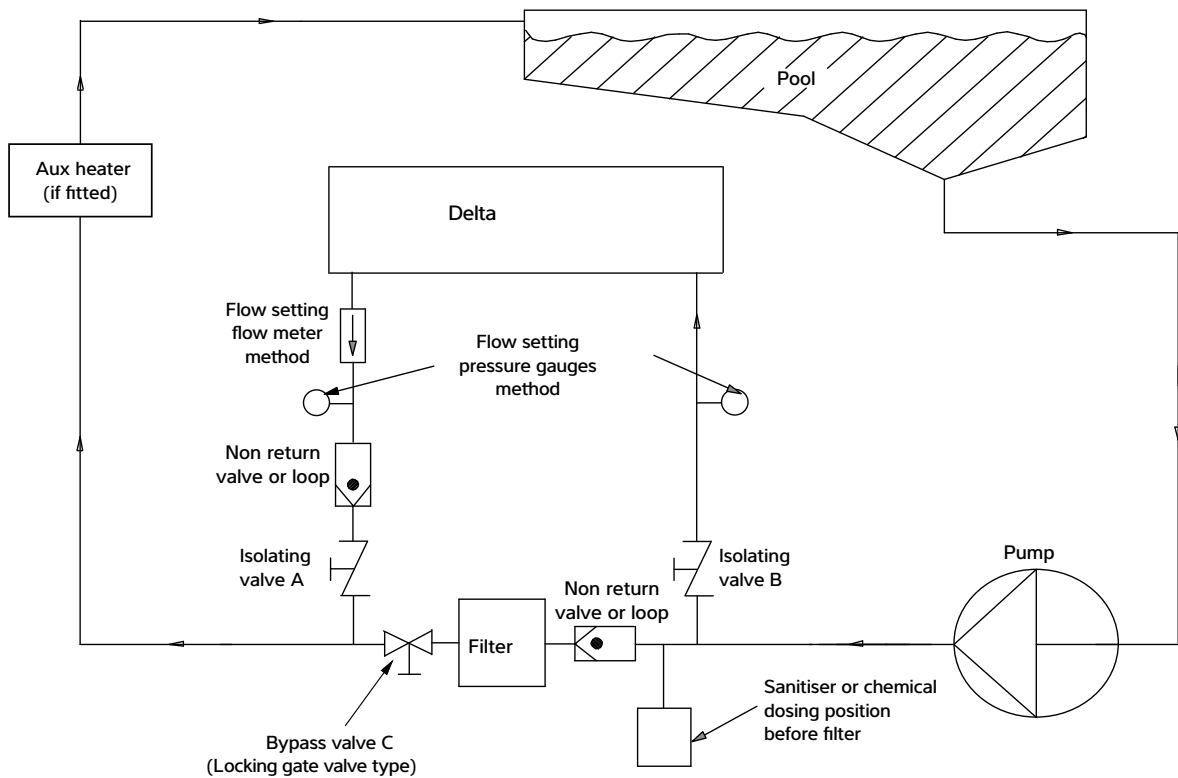 Pool
Aux heater
(if fitted)
Delta
Flow setting
flow meter
method
Flow setting
pressure gauges
method
Non return
valve or loop
Isolating
valve A
Non return
valve or loop
Isolating
valve B
Pump
Filter
Bypass valve C
(Locking gate valve type)
Sanitiser or chemical
dosing position
before filter